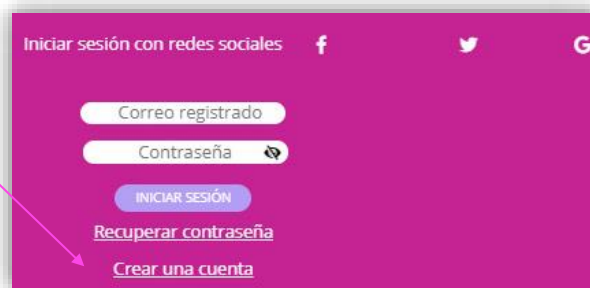 Iniciar sesión con redes sociales
Correo registrado
Contraseña
INICIAR SESIÓN
Recuperar contraseña
Crear una cuenta